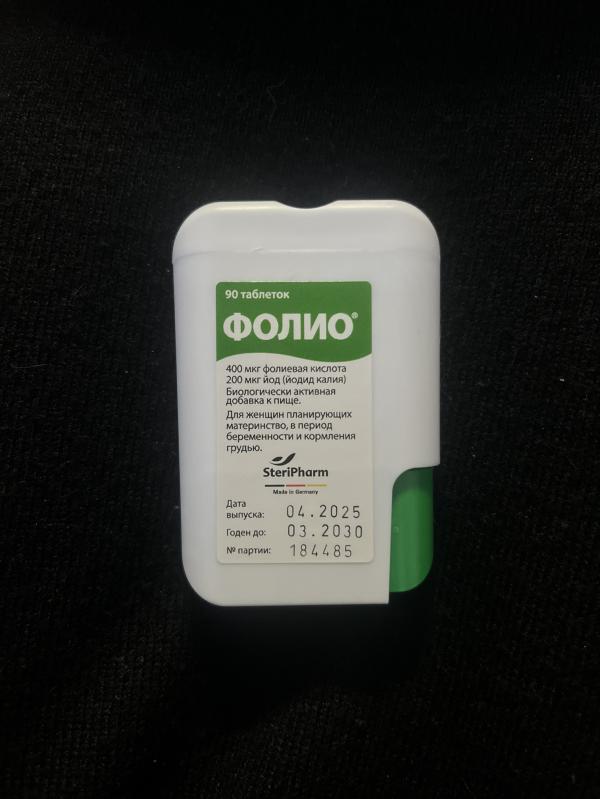 90 таблеток
ФОЛИО®
400 мкг фолиевая кислота
200 мкг йод (йодид калия)
Биологически активная
добавка к пище.
Для женщин планирующих
материнство, в период
беременности и кормления
грудью.
SteriPharm
Made in Germany
Дата
выпуска: 04.2025
Годен до: 03.2030
№ партии: 184485